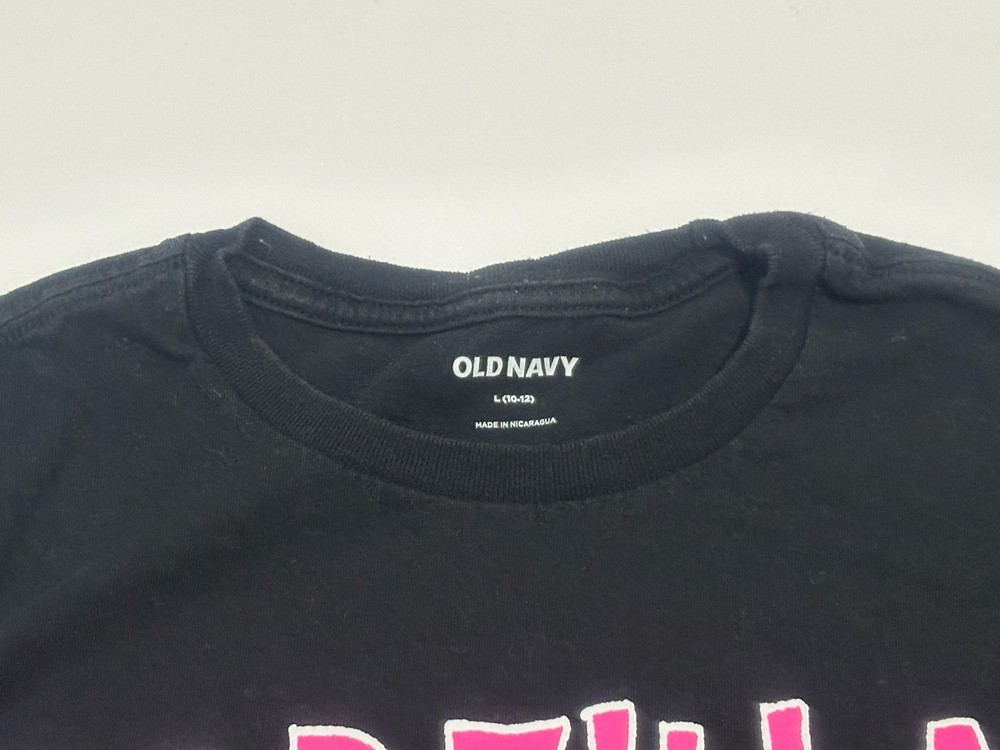 OLD NAVY
L (10-12)
MADE IN NICARAGUA